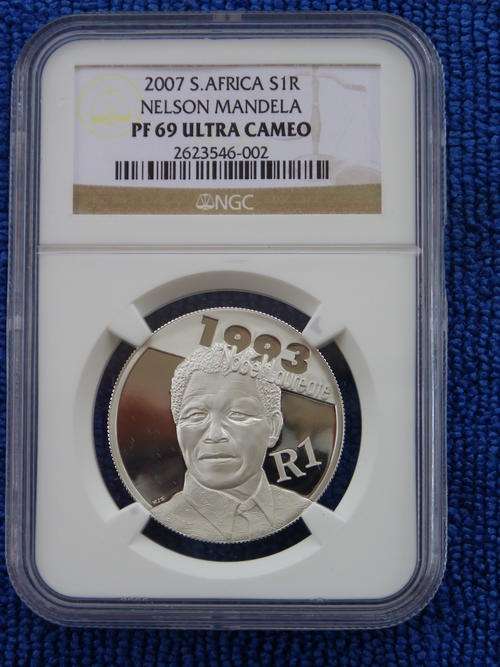 2007 S.AFRICA S1R
NELSON MANDELA
PF 69 ULTRA CAMEO
2623546-002
NGC
1993
Nobel Laureate
R1